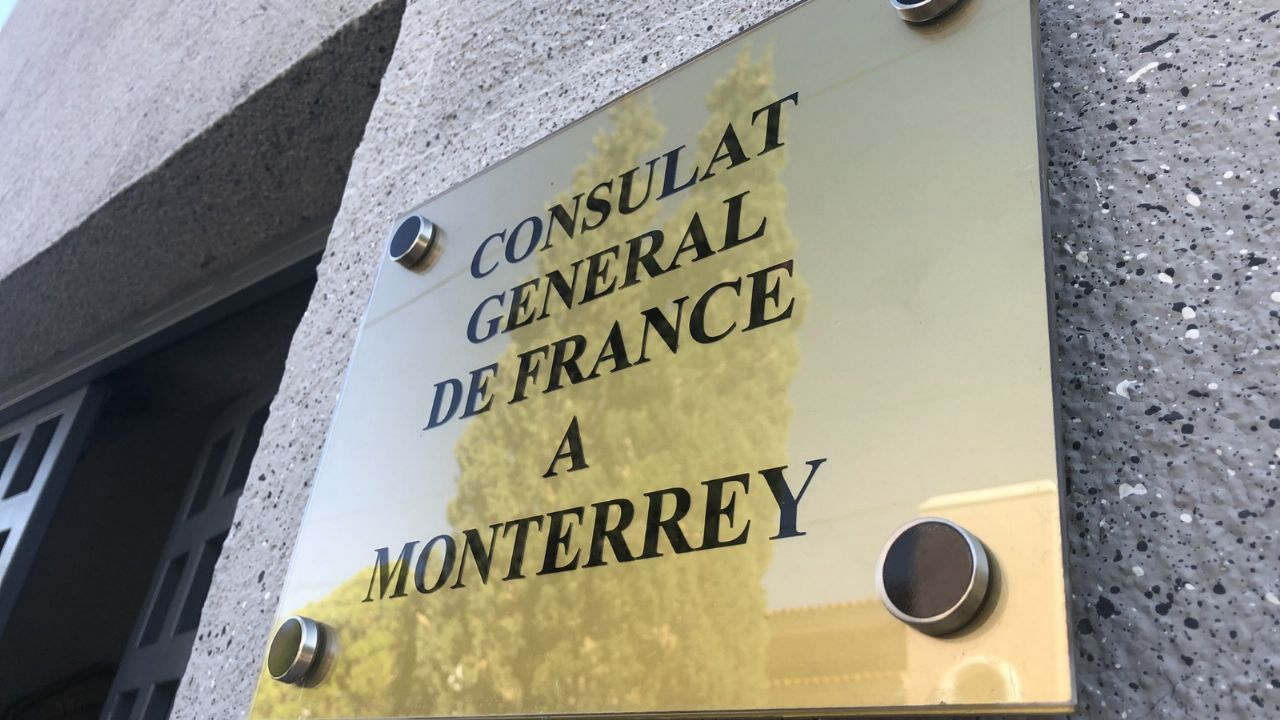 CONSULAT
GENERAL
DE FRANCE
A
MONTERREY